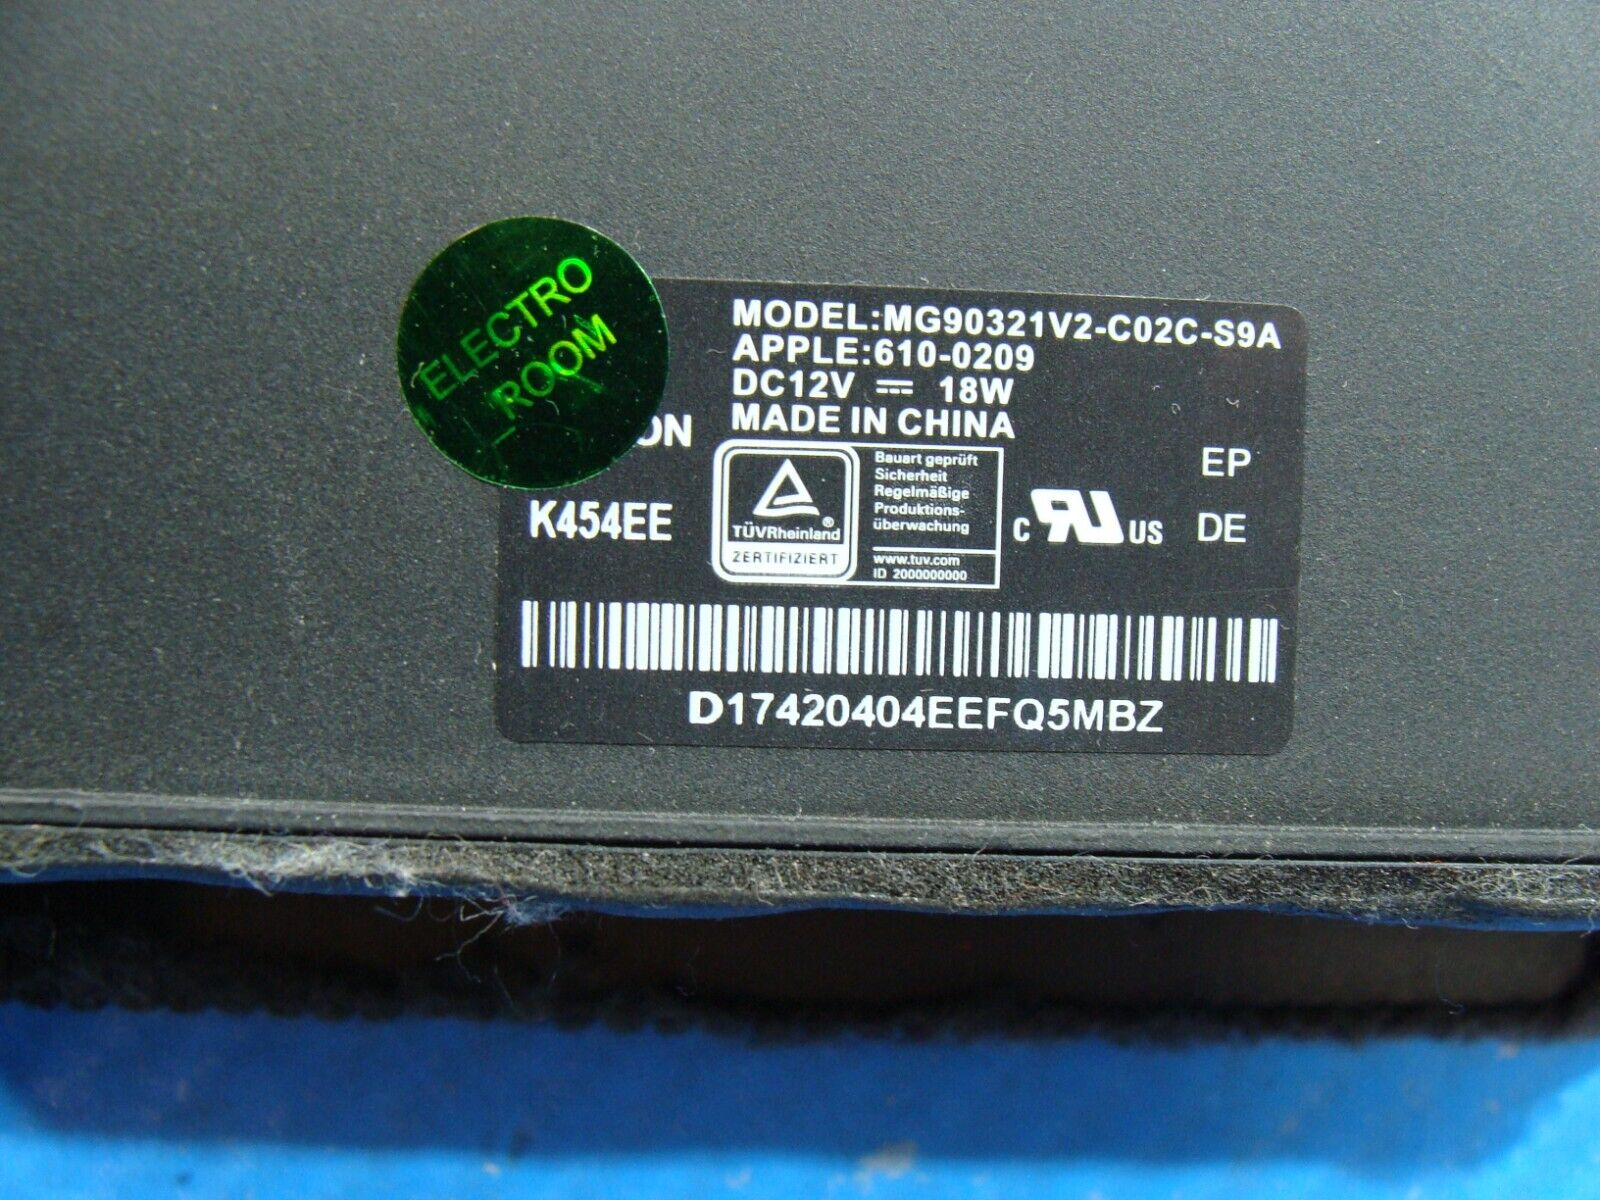 ELECTRO
ROOM
MODEL:MG90321V2-C02C-S9A
APPLE:610-0209
DC12V ⎓ 18W
MADE IN CHINA
K454EE
TÜVRheinland®
ZERTIFIZIERT
Bauart geprüft
Sicherheit
Regelmäßige
Produktions-
überwachung
www.tuv.com
ID 2000000000
C RU US
EP
DE
D17420404EEFQ5MBZ